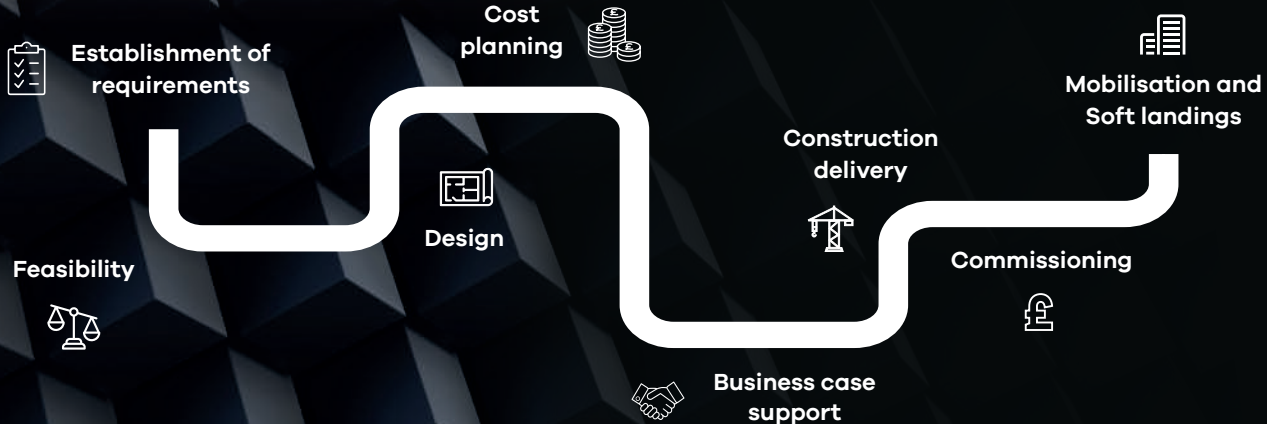 Establishment of
requirements
Feasibility
Design
Cost
planning
Business case
support
Construction
delivery
Commissioning
Mobilisation and
Soft landings